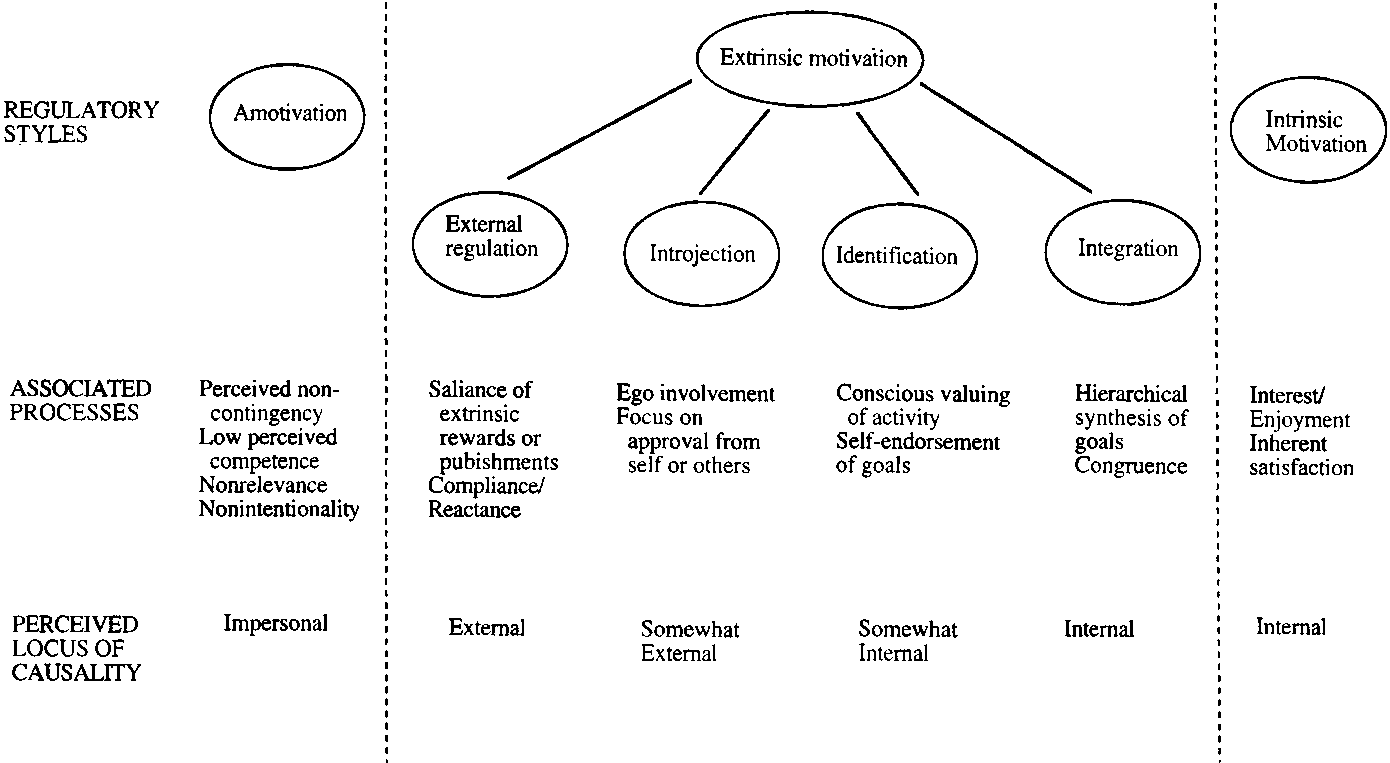 Extrinsic motivation
REGULATORY
STYLES
Amotivation
Intrinsic
Motivation
External
regulation
Introjection
Identification
Integration
ASSOCIATED
PROCESSES
Perceived non-
contingency
Low perceived
competence
Nonrelevance
Nonintentionality
Saliance of
extrinsic
rewards or
pubishments
Compliance/
Reactance
Ego involvement
Focus on
approval from
self or others
Conscious valuing
of activity
Self-endorsement
of goals
Hierarchical
synthesis of
goals
Congruence
Interest/
Enjoyment
Inherent
satisfaction
PERCEIVED
LOCUS OF
CAUSALITY
Impersonal
External
Somewhat
External
Somewhat
Internal
Internal
Internal